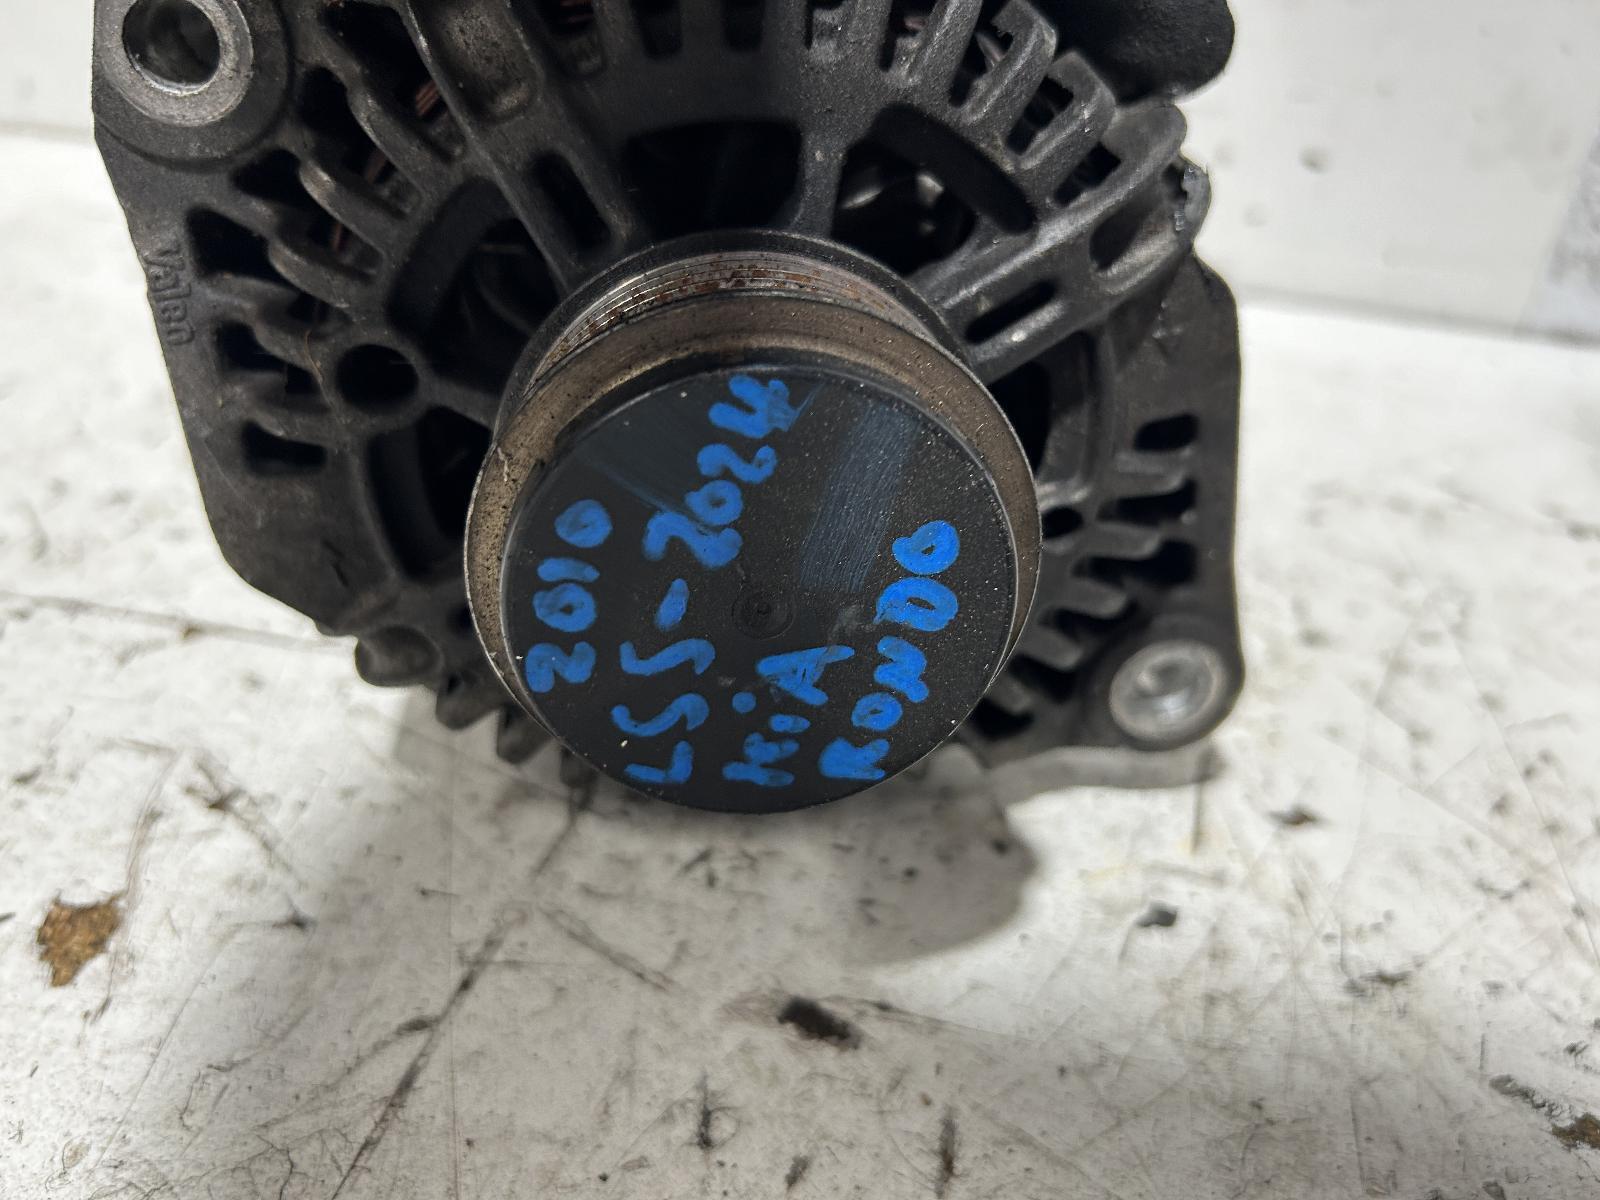 2010
LSS-2024
KiA
RONDO
Valeo